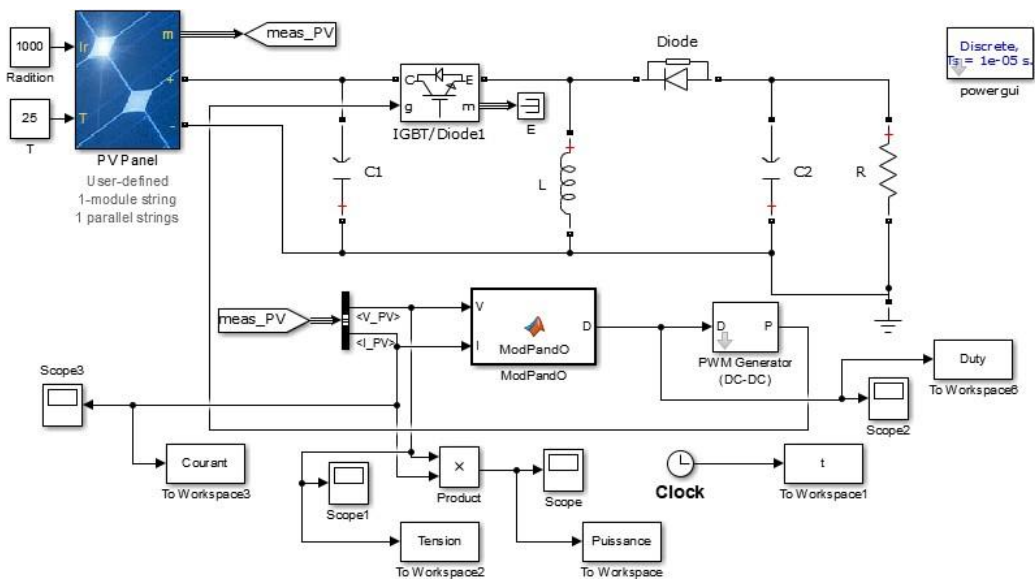 1000
Ir
Radition
25
T
T
m
+
-
PV Panel
User-defined
1-module string
1 parallel strings
meas_PV
C
E
g
m
IGBT/Diode1
E
Diode
Discrete,
Ts = 1e-05 s.
powergui
+
C1
+
L
+
C2
+
R
meas_PV
<V_PV>
<I_PV>
V
I
D
ModPandO
ModPandO
D
P
PWM Generator
(DC-DC)
Duty
To Workspace6
Scope2
Scope3
Courant
To Workspace3
Scope1
×
Product
Scope
Clock
t
To Workspace1
Tension
To Workspace2
Puissance
To Workspace